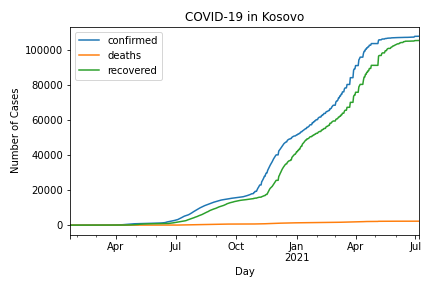 COVID-19 in Kosovo
confirmed
deaths
recovered
Number of Cases
100000
80000
60000
40000
20000
0
Apr
Jul
Oct
Jan
2021
Apr
Jul
Day